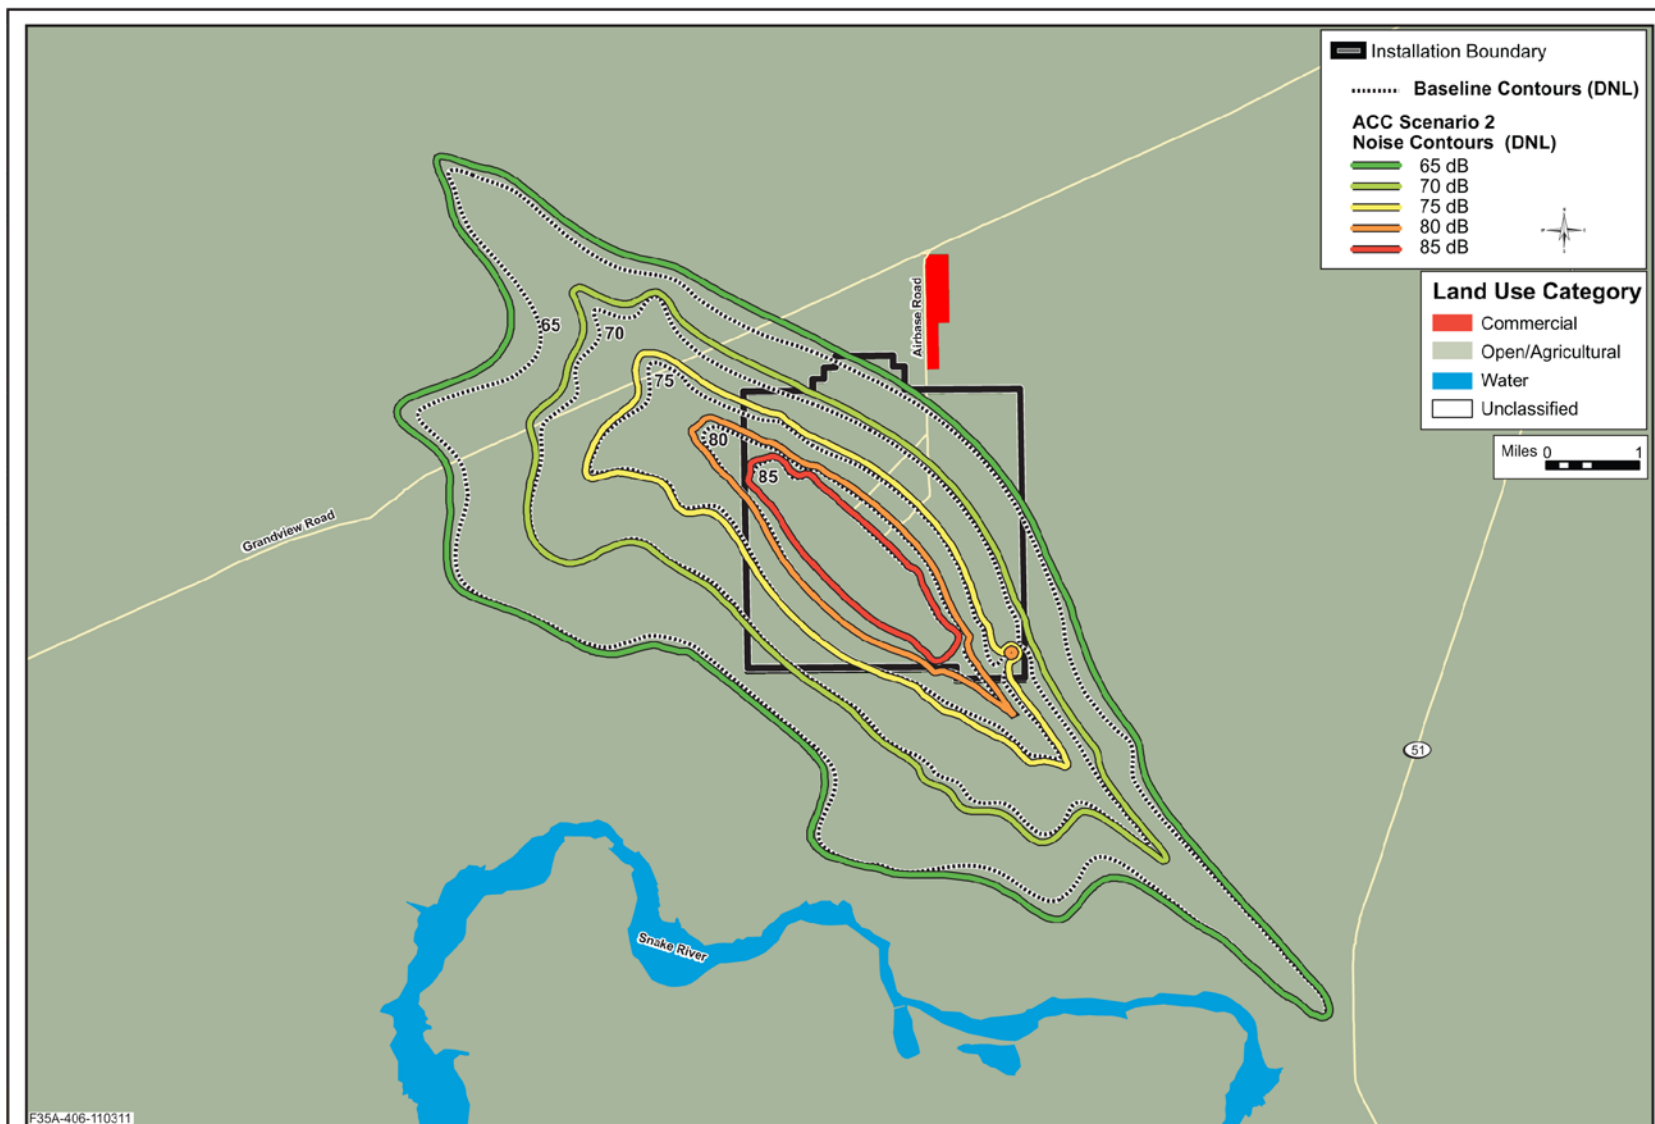 Installation Boundary
Baseline Contours (DNL)
ACC Scenario 2
Noise Contours (DNL)
65 dB
70 dB
75 dB
80 dB
85 dB
Land Use Category
Commercial
Open/Agricultural
Water
Unclassified
Miles 0 1
Airbase Road
65
70
75
80
85
Grandview Road
51
Snake River
F35A-406-110311